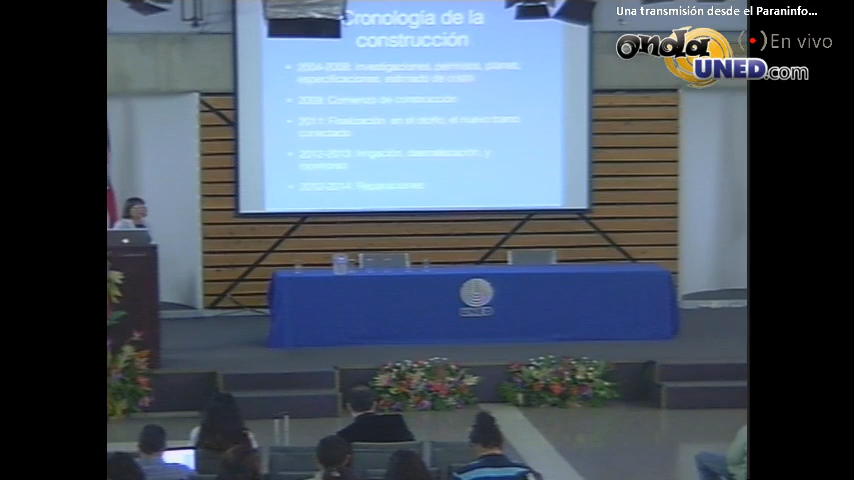 Una transmisión desde el Paraninfo...
onda UNED.com
En vivo
Cronología de la
construcción
• 2004-2008: Investigaciones, permisos, planes,
especificaciones, estimado de costo
• 2009: Comienzo de construcción
• 2011: Finalización en el otoño, el nuevo tramo
conectado
• 2012-2013: Irrigación, y
• 2012-2014: Reparaciones
UNED